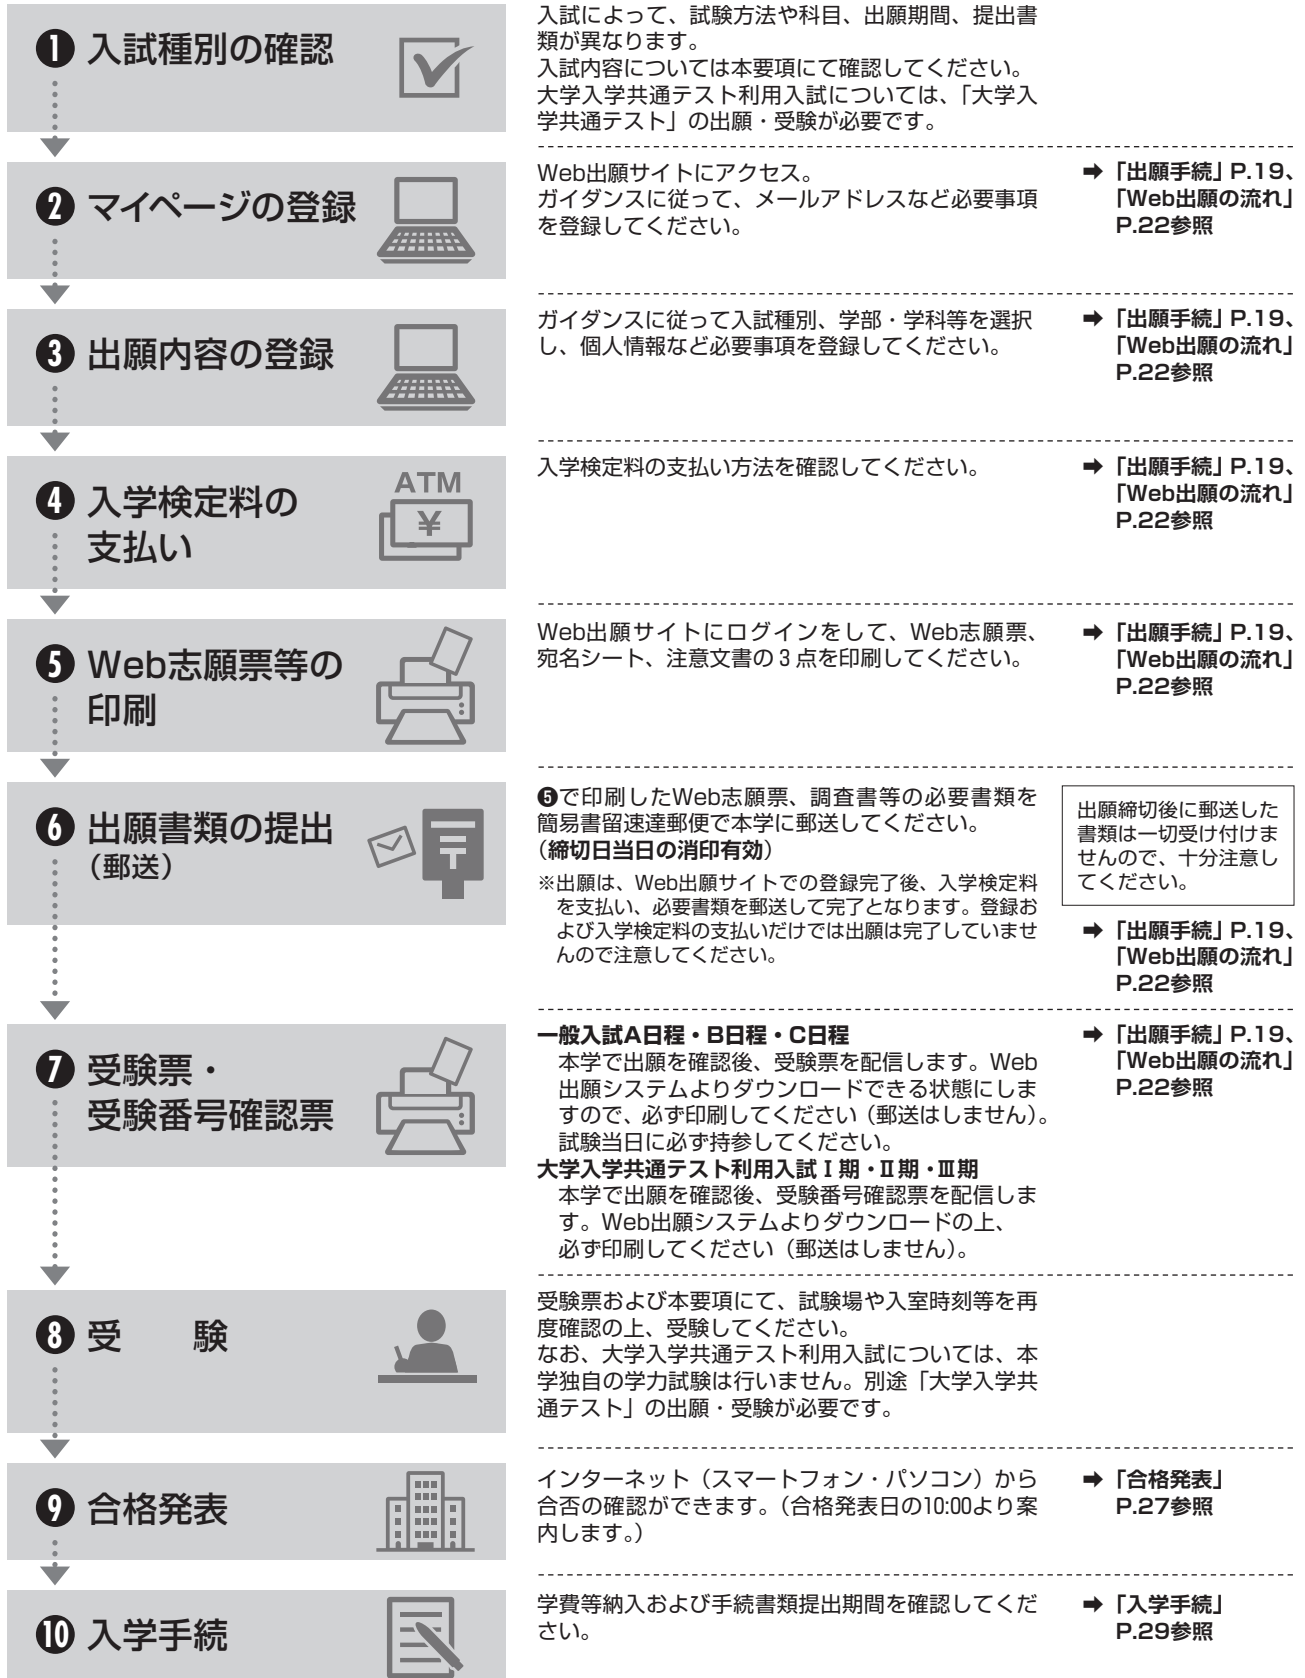 ❶ 入試種別の確認
入試によって、試験方法や科目、出願期間、提出書
類が異なります。
入試内容については本要項にて確認してください。
大学入学共通テスト利用入試については、「大学入
学共通テスト」の出願・受験が必要です。
❷ マイページの登録
Web出願サイトにアクセス。
ガイダンスに従って、メールアドレスなど必要事項
を登録してください。
➡「出願手続」P.19、
「Web出願の流れ」
P.22参照
❸ 出願内容の登録
ガイダンスに従って入試種別、学部・学科等を選択
し、個人情報など必要事項を登録してください。
➡「出願手続」P.19、
「Web出願の流れ」
P.22参照
❹ 入学検定料の
支払い
ATM
¥
入学検定料の支払い方法を確認してください。
➡「出願手続」P.19、
「Web出願の流れ」
P.22参照
❺ Web志願票等の
印刷
Web出願サイトにログインをして、Web志願票、
宛名シート、注意文書の3点を印刷してください。
➡「出願手続」P.19、
「Web出願の流れ」
P.22参照
❻ 出願書類の提出
（郵送）
〒
❺で印刷したWeb志願票、調査書等の必要書類を
簡易書留速達郵便で本学に郵送してください。
（締切日当日の消印有効）
※出願は、Web出願サイトでの登録完了後、入学検定料
を支払い、必要書類を郵送して完了となります。登録お
よび入学検定料の支払いだけでは出願は完了していませ
んので注意してください。
出願締切後に郵送した
書類は一切受け付けま
せんので、十分注意し
てください。
➡「出願手続」P.19、
「Web出願の流れ」
P.22参照
❼ 受験票・
受験番号確認票
一般入試A日程・B日程・C日程
本学で出願を確認後、受験票を配信します。Web
出願システムよりダウンロードできる状態にしま
すので、必ず印刷してください（郵送はしません）。
試験当日に必ず持参してください。
大学入学共通テスト利用入試Ⅰ期・Ⅱ期・Ⅲ期
本学で出願を確認後、受験番号確認票を配信しま
す。Web出願システムよりダウンロードの上、
必ず印刷してください（郵送はしません）。
➡「出願手続」P.19、
「Web出願の流れ」
P.22参照
❽ 受　験
受験票および本要項にて、試験場や入室時刻等を再
度確認の上、受験してください。
なお、大学入学共通テスト利用入試については、本
学独自の学力試験は行いません。別途「大学入学共
通テスト」の出願・受験が必要です。
❾ 合格発表
インターネット（スマートフォン・パソコン）から
合否の確認ができます。（合格発表日の10:00より案
内します。）
➡「合格発表」
P.27参照
❿ 入学手続
学費等納入および手続書類提出期間を確認してくだ
さい。
➡「入学手続」
P.29参照